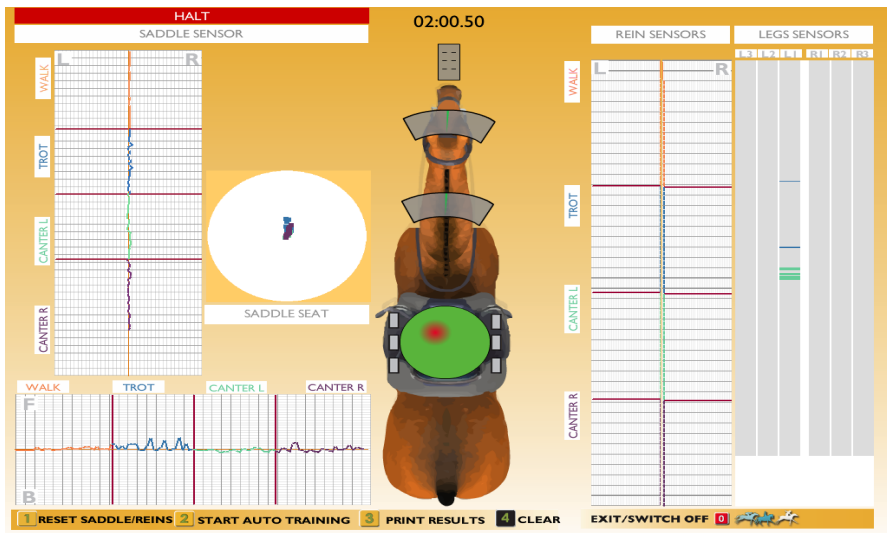 HALT
02:00.50
SADDLE SENSOR
REIN SENSORS
LEGS SENSORS
L3 L2 L1 R1 R2 R3
L R
L R
WALK
TROT
CANTER L
CANTER R
WALK
TROT
CANTER L
CANTER R
SADDLE SEAT
WALK TROT CANTER L CANTER R
F
B
1 RESET SADDLE/REINS 2 START AUTO TRAINING 3 PRINT RESULTS 4 CLEAR EXIT/SWITCH OFF 0